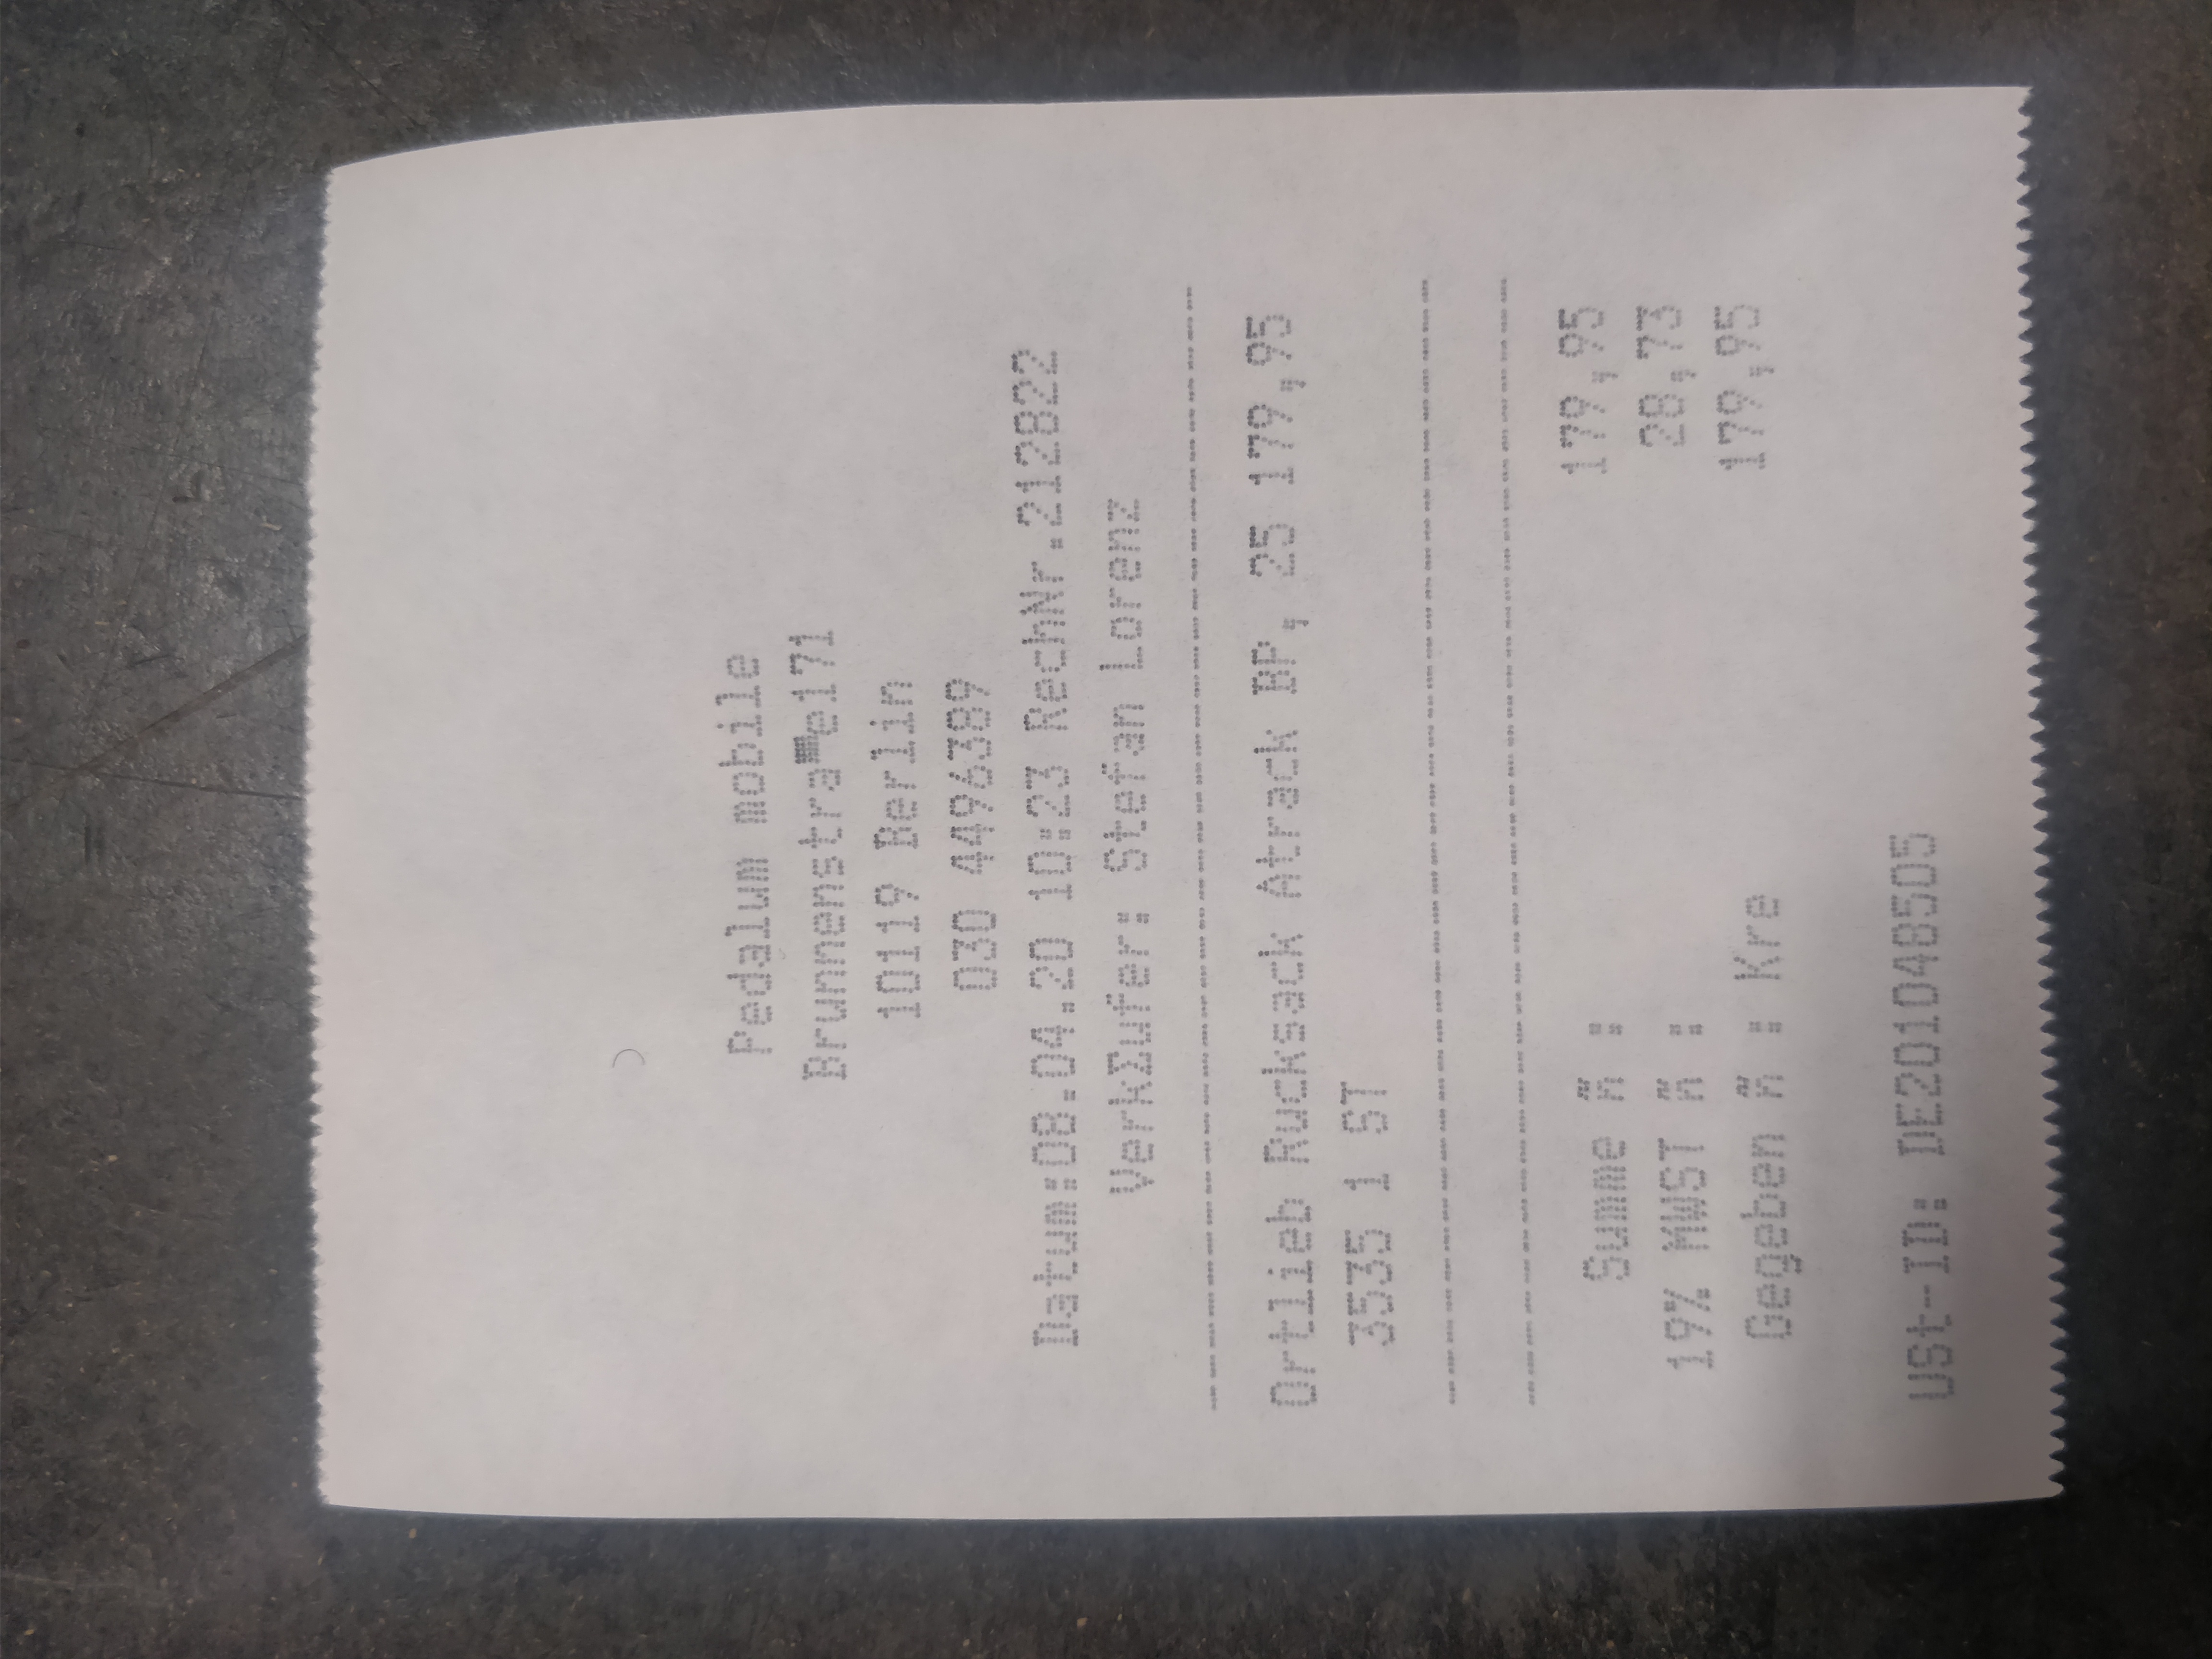 Pedalum mobile
Brunnenstra™e171
10119 Berlin
030 4496389
Datum:08.04.20 10:23 RechNr.212822
VerkΣufer: Stefan Lorenz
Ortlieb Rucksack Atrack BP, 25 179,95
3535 1 ST
Summe ñ : 179,95
19% MWST ñ : 28,73
Gegeben ñ : Kre 179,95
USt-ID: DE201048505